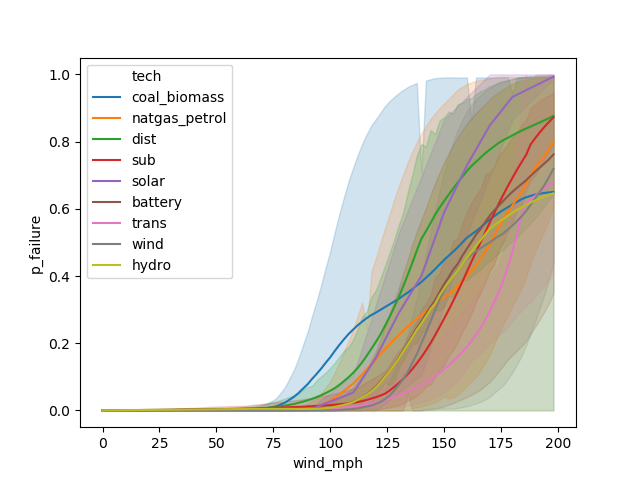 1.0
0.8
0.6
0.4
0.2
0.0
p_failure
tech
coal_biomass
natgas_petrol
dist
sub
solar
battery
trans
wind
hydro
0 25 50 75 100 125 150 175 200
wind_mph